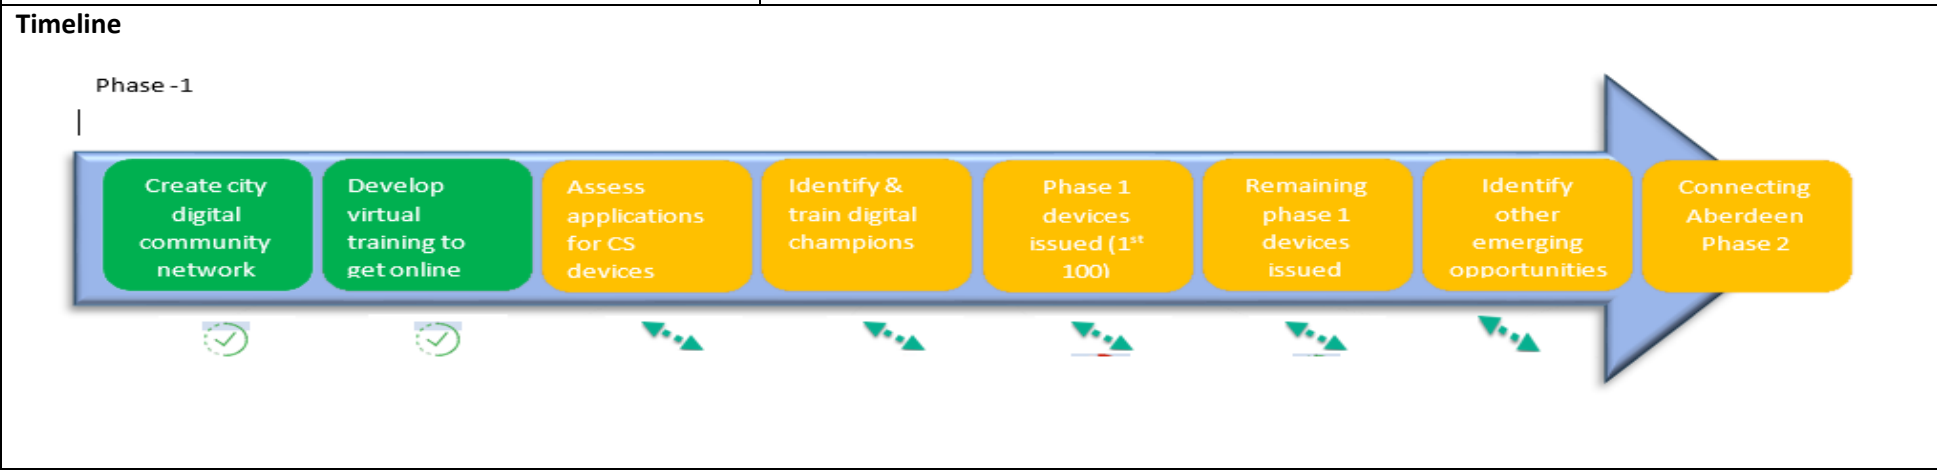 Timeline
Phase -1
Create city
digital
community
network
Develop
virtual
training to
get online
Assess
applications
for CS
devices
Identify &
train digital
champions
Phase 1
devices
issued (1st
100)
Remaining
phase 1
devices
issued
Identify
other
emerging
opportunities
Connecting
Aberdeen
Phase 2